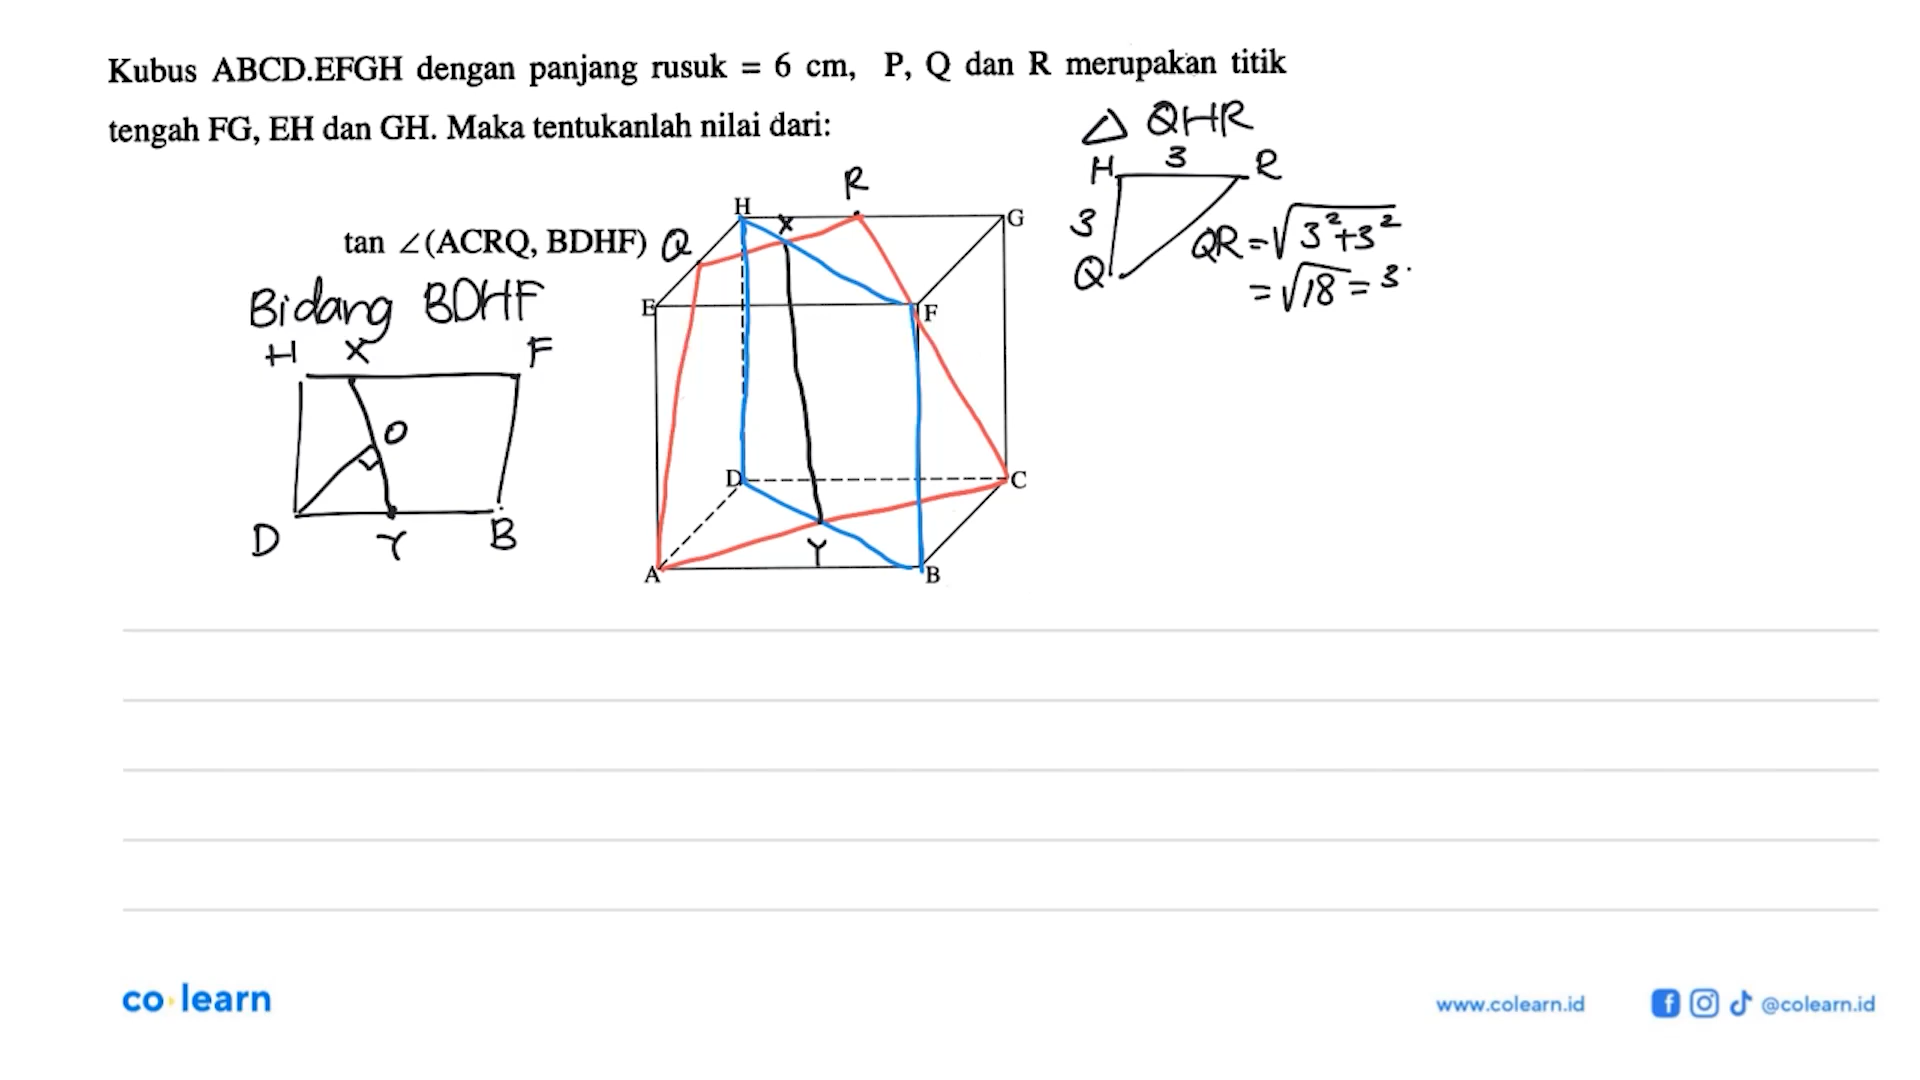 Kubus ABCD.EFGH dengan panjang rusuk = 6 cm, P, Q dan R merupakan titik
tengah FG, EH dan GH. Maka tentukanlah nilai dari:
tan ∠(ACRQ, BDHF)
Bidang BDHF
H X F
O
D Y B
R
H X G
Q
E F
D C
Y
A B
△ QHR
H 3 R
3
Q
QR = √3²+3²
= √18 = 3
co learn
www.colearn.id
@colearn.id